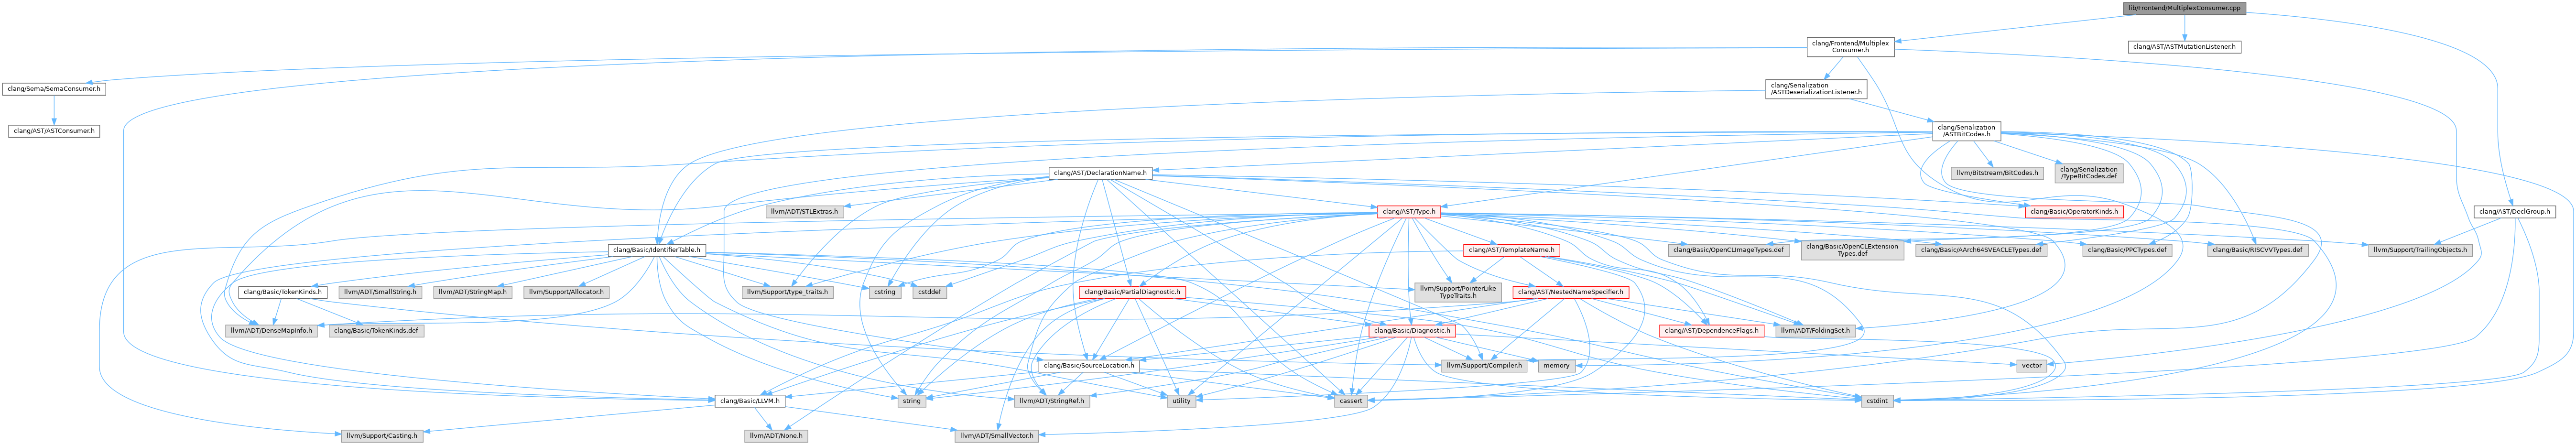 lib/Frontend/MultiplexConsumer.cpp
clang/Frontend/Multiplex
Consumer.h
clang/AST/ASTMutationListener.h
clang/Sema/SemaConsumer.h
clang/Serialization
/ASTDeserializationListener.h
clang/AST/ASTConsumer.h
clang/Serialization
/ASTBitCodes.h
clang/AST/DeclarationName.h
llvm/Bitstream/BitCodes.h
clang/Serialization
/TypeBitCodes.def
llvm/ADT/STLExtras.h
clang/AST/Type.h
clang/Basic/OperatorKinds.h
clang/AST/DeclGroup.h
clang/Basic/IdentifierTable.h
clang/AST/TemplateName.h
clang/Basic/OpenCLImageTypes.def
clang/Basic/OpenCLExtension
Types.def
clang/Basic/AArch64SVEACLETypes.def
clang/Basic/PPCTypes.def
clang/Basic/RISCVVTypes.def
llvm/Support/TrailingObjects.h
clang/Basic/TokenKinds.h
llvm/ADT/SmallString.h
llvm/ADT/StringMap.h
llvm/Support/Allocator.h
llvm/Support/type_traits.h
cstring
cstddef
clang/Basic/PartialDiagnostic.h
llvm/Support/PointerLike
TypeTraits.h
clang/AST/NestedNameSpecifier.h
llvm/ADT/DenseMapInfo.h
clang/Basic/TokenKinds.def
clang/Basic/Diagnostic.h
clang/AST/DependenceFlags.h
llvm/ADT/FoldingSet.h
clang/Basic/SourceLocation.h
llvm/Support/Compiler.h
memory
vector
clang/Basic/LLVM.h
string
llvm/ADT/StringRef.h
utility
cassert
cstdint
llvm/Support/Casting.h
llvm/ADT/None.h
llvm/ADT/SmallVector.h